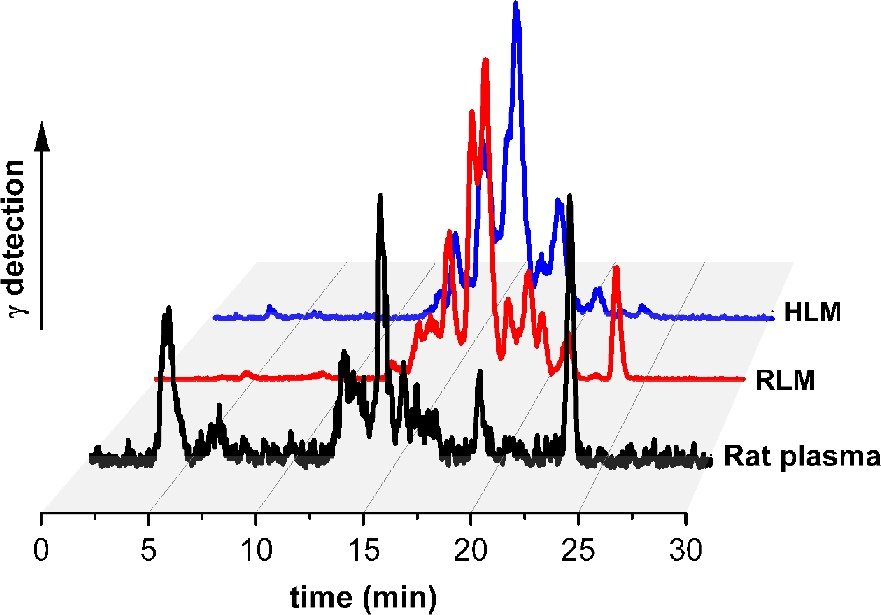 γ detection
HLM
RLM
Rat plasma
0 5 10 15 20 25 30
time (min)